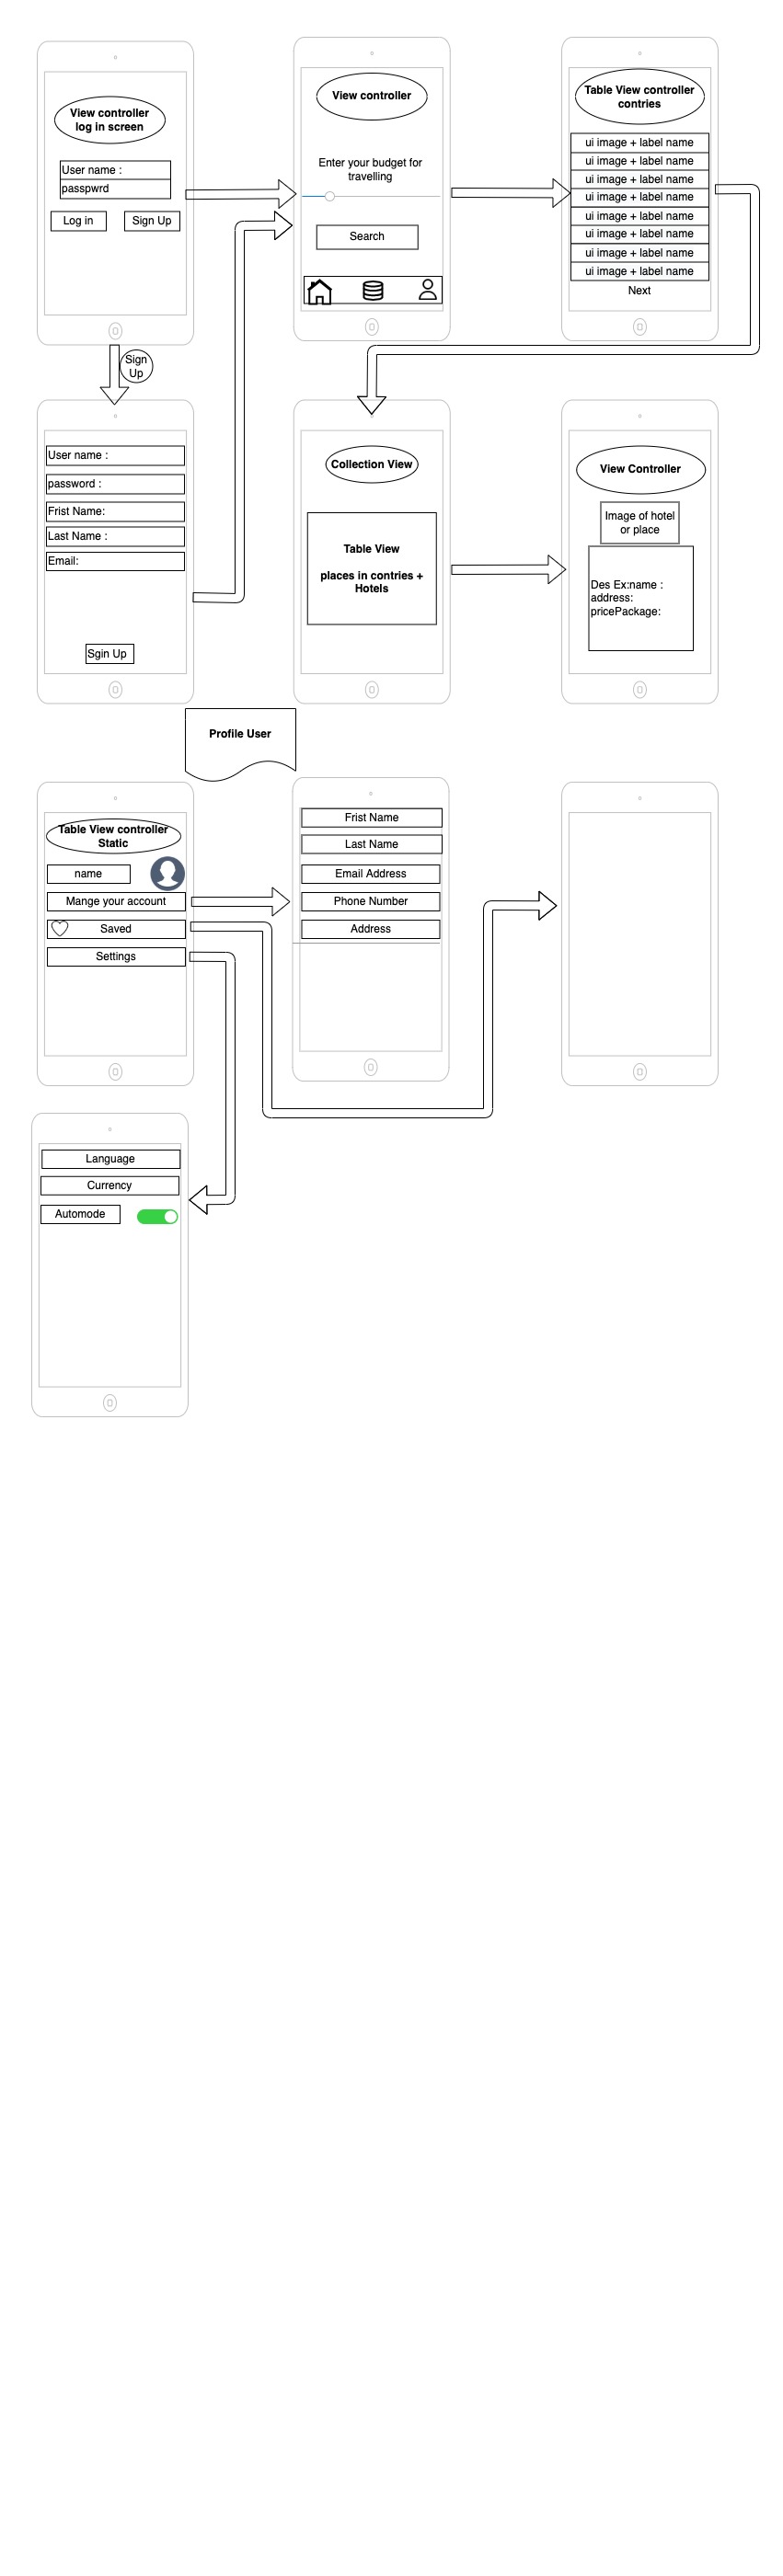 View controller
log in screen
User name :
passpwrd
Log in
Sign Up
View controller
Enter your budget for
travelling
Search
Table View controller
contries
ui image + label name
ui image + label name
ui image + label name
ui image + label name
ui image + label name
ui image + label name
ui image + label name
ui image + label name
Next
Sign
Up
User name :
password :
Frist Name:
Last Name :
Email:
Sgin Up
Collection View
Table View
places in contries +
Hotels
View Controller
Image of hotel
or place
Des Ex:name :
address:
pricePackage:
Profile User
Table View controller
Static
name
Mange your account
Saved
Settings
Frist Name
Last Name
Email Address
Phone Number
Address
Language
Currency
Automode